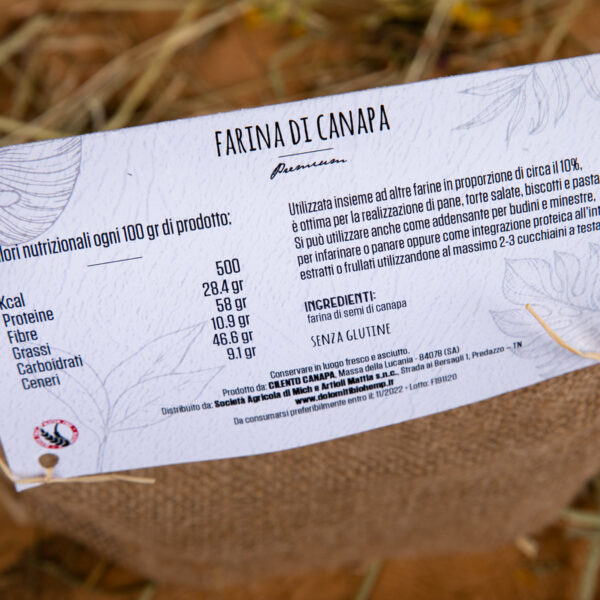 FARINA DI CANAPA
Premium
lori nutrizionali ogni 100 gr di prodotto:
Kcal 500
Proteine 28.4 gr
Fibre 58 gr
Grassi 10.9 gr
Carboidrati 46.6 gr
Ceneri 9.1 gr
Utilizzata insieme ad altre farine in proporzione di circa il 10%,
è ottima per la realizzazione di pane, torte salate, biscotti e pasta
Si può utilizzare anche come addensante per budini e minestre,
per infarinare o panare oppure come integrazione proteica all'int
estratti o frullati utilizzandone al massimo 2-3 cucchiaini a testa
INGREDIENTI:
farina di semi di canapa
SENZA GLUTINE
Conservare in luogo fresco e asciutto.
Prodotto da: CILENTO CANAPA, Massa della Lucania - 84078 (SA)
Distribuito da: Società Agricola di Mich e Artioli Mattia s.n.c., Strada ai Bersagli 1, Predazzo - TN
www.dolomitibiohemp.it
Da consumarsi preferibilmente entro il: 11/2022 - Lotto: F191120